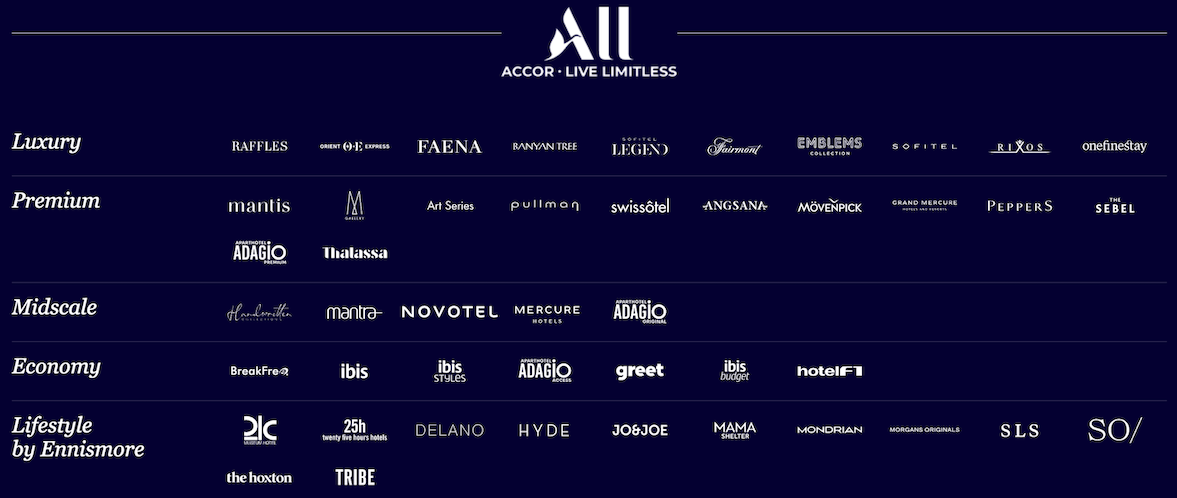 All
ACCOR · LIVE LIMITLESS
Luxury
RAFFLES
ORIENT O·E EXPRESS
FAENA
BANYAN TREE
SOFITEL
LEGEND
Fairmont
EMBLEMS
COLLECTION
SOFITEL
RIXOS
onefinestay
Premium
mantis
M
GALLERY
Art Series
pullman
swissôtel
ANGSANA
MÖVENPICK
GRAND MERCURE
HOTELS AND RESORTS
PEPPERS
THE
SEBEL
APARTHOTEL
ADAGIO
PREMIUM
Thalassa
Midscale
Handwritten
COLLECTION
mantra
NOVOTEL
MERCURE
HOTELS
APARTHOTEL
ADAGIO
ORIGINAL
Economy
BreakFree
ibis
ibis
STYLES
APARTHOTEL
ADAGIO
ACCESS
greet
ibis
budget
hotelF1
Lifestyle
by Ennismore
21c
MUSEUM HOTEL
25h
twenty five hours hotels
DELANO
HYDE
JO&JOE
MAMA
SHELTER
MONDRIAN
MORGANS ORIGINALS
SLS
SO/
the hoxton
TRIBE